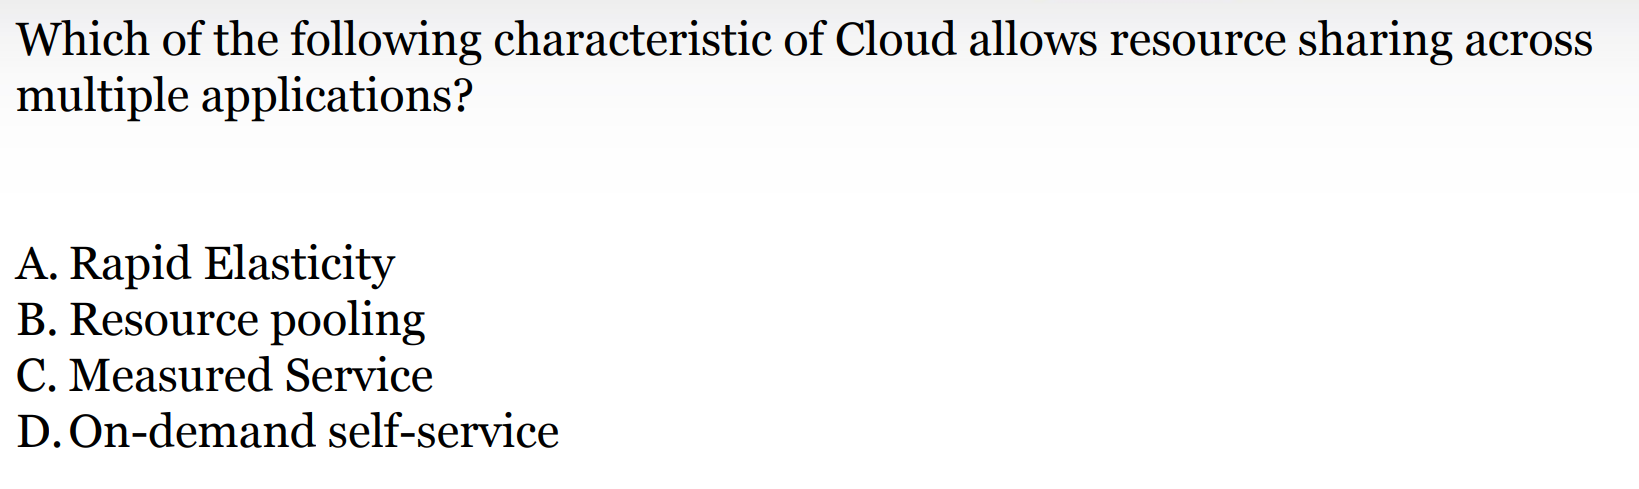 Which of the following characteristic of Cloud allows resource sharing across
multiple applications?
A. Rapid Elasticity
B. Resource pooling
C. Measured Service
D. On-demand self-service